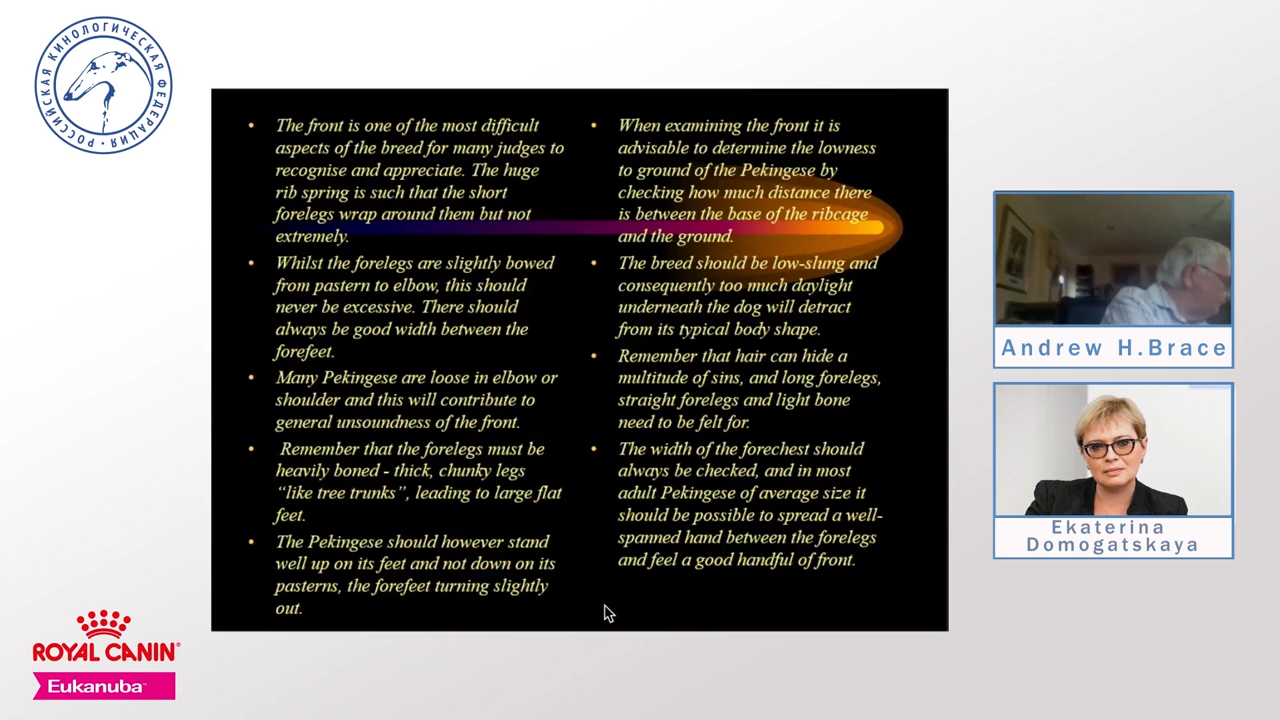 РОССИЙСКАЯ КИНОЛОГИЧЕСКАЯ ФЕДЕРАЦИЯ
• The front is one of the most difficult
aspects of the breed for many judges to
recognise and appreciate. The huge
rib spring is such that the short
forelegs wrap around them but not
extremely.
• Whilst the forelegs are slightly bowed
from pastern to elbow, this should
never be excessive. There should
always be good width between the
forefeet.
• Many Pekingese are loose in elbow or
shoulder and this will contribute to
general unsoundness of the front.
• Remember that the forelegs must be
heavily boned - thick, chunky legs
“like tree trunks”, leading to large flat
feet.
• The Pekingese should however stand
well up on its feet and not down on its
pasterns, the forefeet turning slightly
out.
• When examining the front it is
advisable to determine the lowness
to ground of the Pekingese by
checking how much distance there
is between the base of the ribcage
and the ground.
• The breed should be low-slung and
consequently too much daylight
underneath the dog will detract
from its typical body shape.
• Remember that hair can hide a
multitude of sins, and long forelegs,
straight forelegs and light bone
need to be felt for.
• The width of the forechest should
always be checked, and in most
adult Pekingese of average size it
should be possible to spread a well-
spanned hand between the forelegs
and feel a good handful of front.
Andrew H.Brace
Ekaterina
Domogatskaya
ROYAL CANIN
Eukanuba